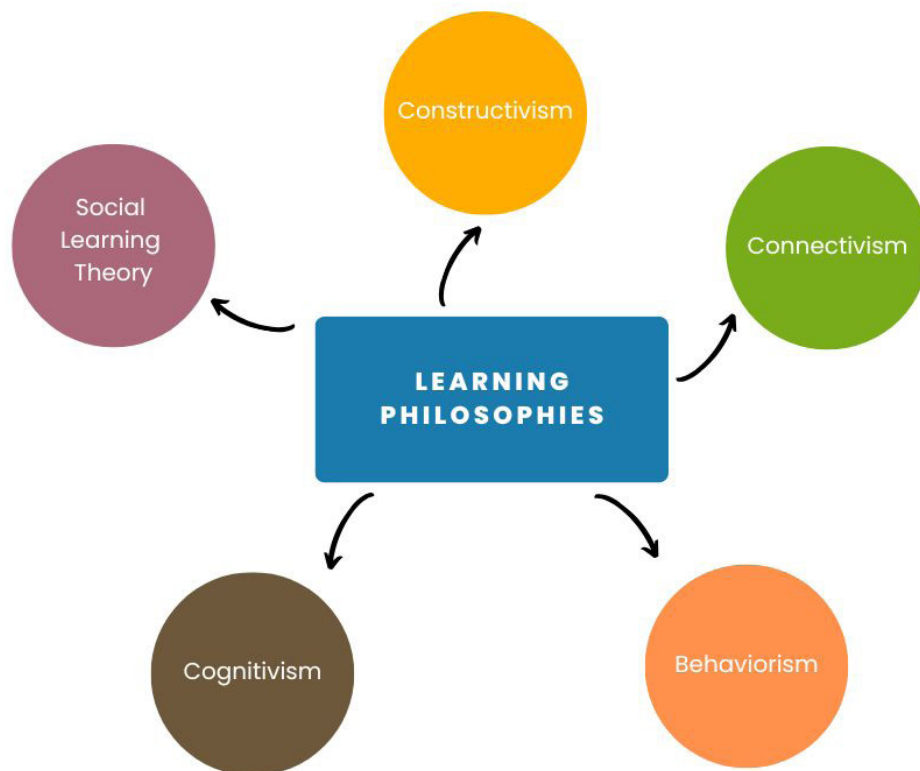 Constructivism
Social
Learning
Theory
Connectivism
LEARNING
PHILOSOPHIES
Cognitivism
Behaviorism